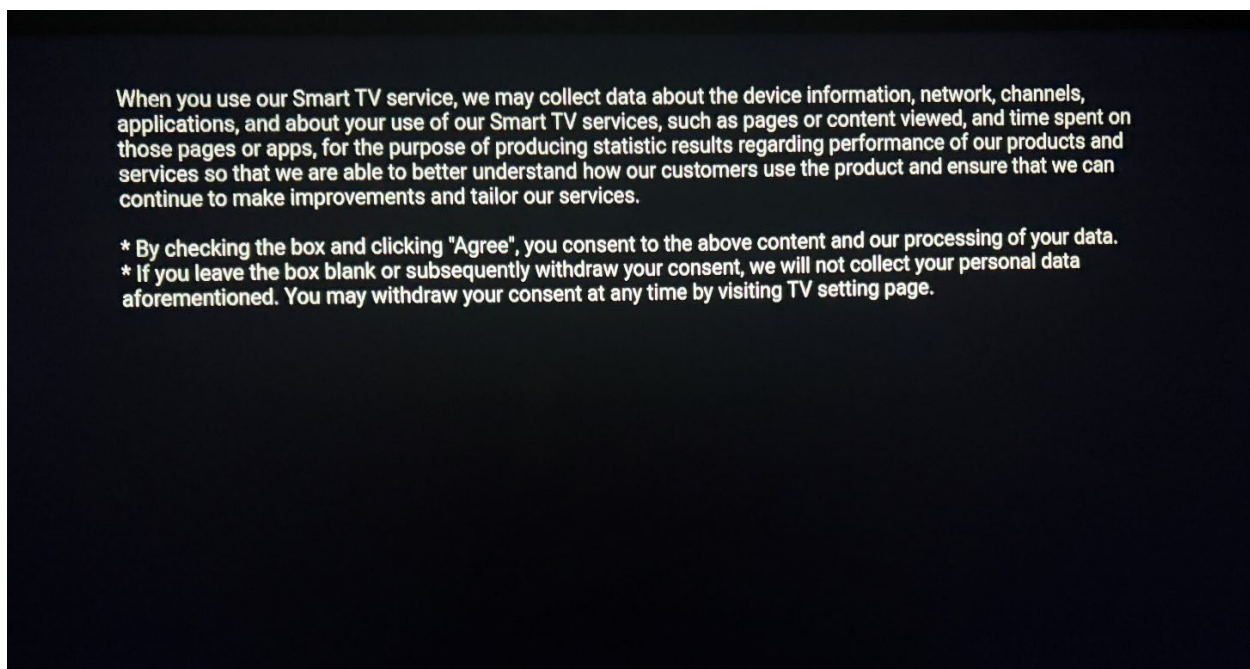 When you use our Smart TV service, we may collect data about the device information, network, channels,
applications, and about your use of our Smart TV services, such as pages or content viewed, and time spent on
those pages or apps, for the purpose of producing statistic results regarding performance of our products and
services so that we are able to better understand how our customers use the product and ensure that we can
continue to make improvements and tailor our services.
* By checking the box and clicking "Agree", you consent to the above content and our processing of your data.
* If you leave the box blank or subsequently withdraw your consent, we will not collect your personal data
aforementioned. You may withdraw your consent at any time by visiting TV setting page.